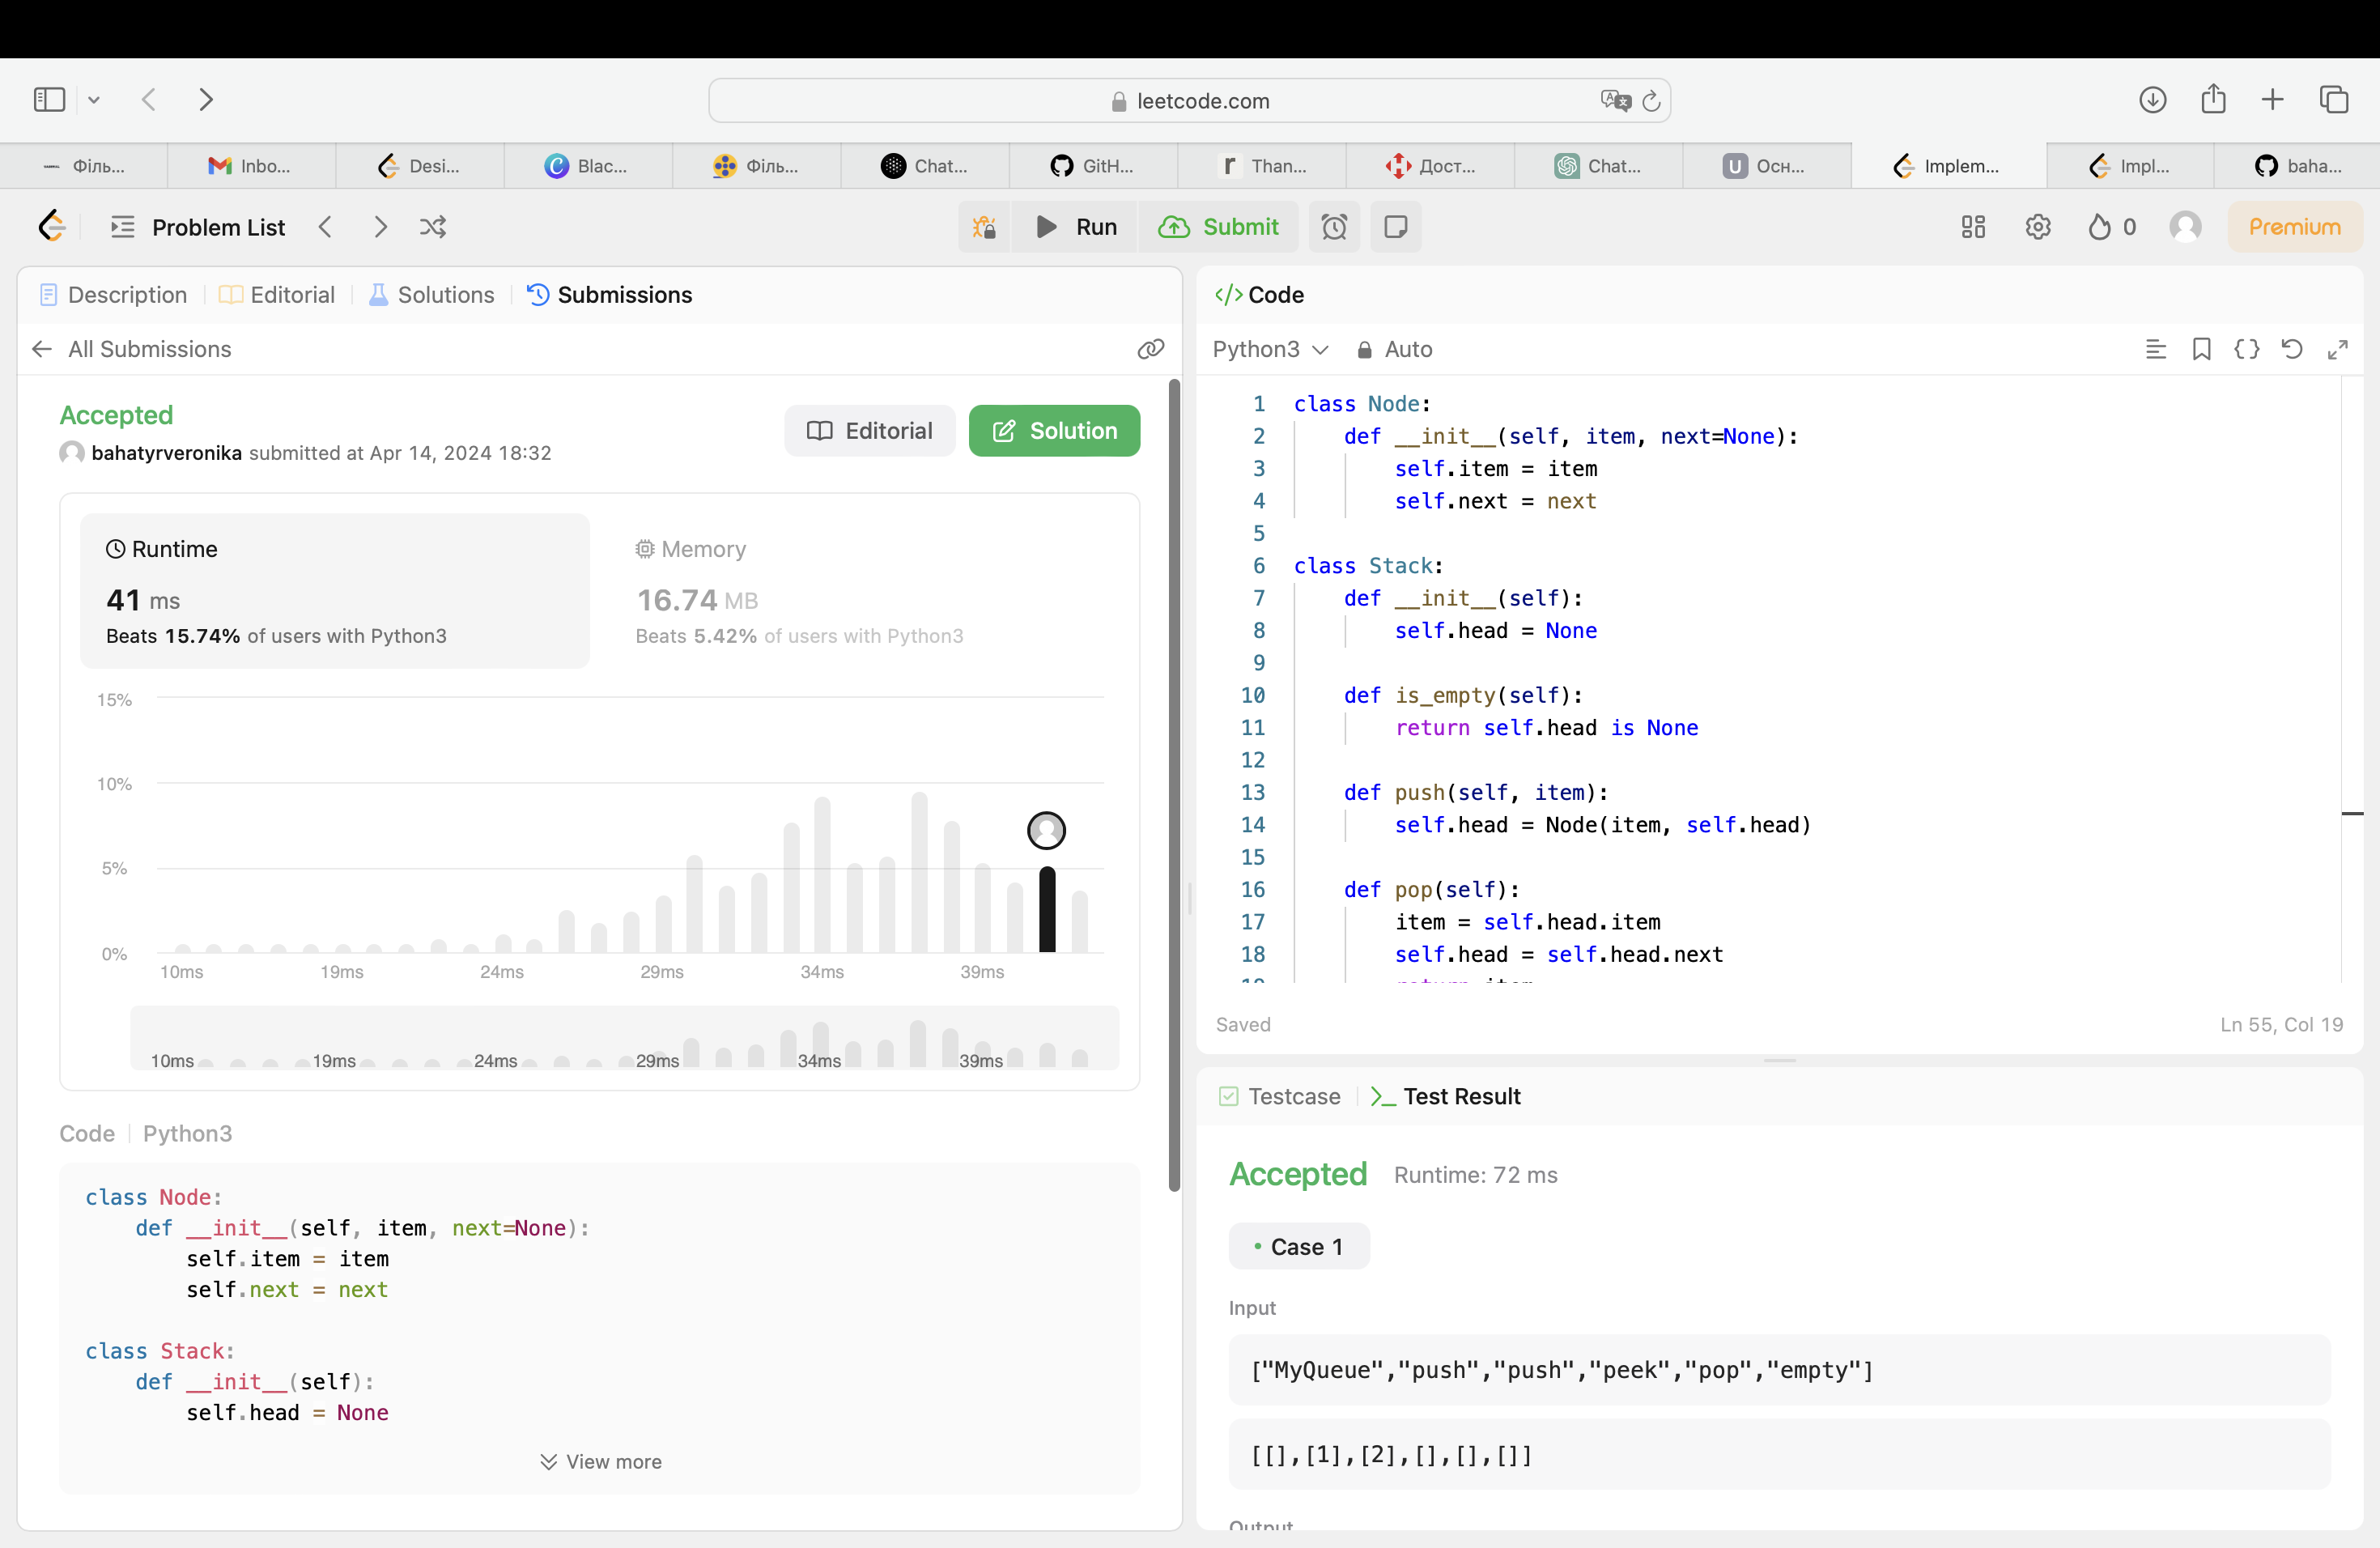 leetcode.com
Філь... Inbo... Desi... Blac... Філь... Chat... GitH... Than... Дост... Chat... Осн... Implem... Impl... baha...
Problem List Run Submit 0 Premium
Description Editorial Solutions Submissions
All Submissions
Accepted
bahatyrveronika submitted at Apr 14, 2024 18:32
Editorial Solution
Runtime
41 ms
Beats 15.74% of users with Python3
Memory
16.74 MB
Beats 5.42% of users with Python3
15%
10%
5%
0%
10ms 19ms 24ms 29ms 34ms 39ms
10ms 19ms 24ms 29ms 34ms 39ms
Code Python3
class Node:
    def __init__(self, item, next=None):
        self.item = item
        self.next = next
class Stack:
    def __init__(self):
        self.head = None
View more
</> Code
Python3 Auto
1 class Node:
2     def __init__(self, item, next=None):
3         self.item = item
4         self.next = next
5
6 class Stack:
7     def __init__(self):
8         self.head = None
9
10     def is_empty(self):
11         return self.head is None
12
13     def push(self, item):
14         self.head = Node(item, self.head)
15
16     def pop(self):
17         item = self.head.item
18         self.head = self.head.next
Saved Ln 55, Col 19
Testcase Test Result
Accepted Runtime: 72 ms
• Case 1
Input
["MyQueue","push","push","peek","pop","empty"]
[[],[1],[2],[],[],[]]
Output